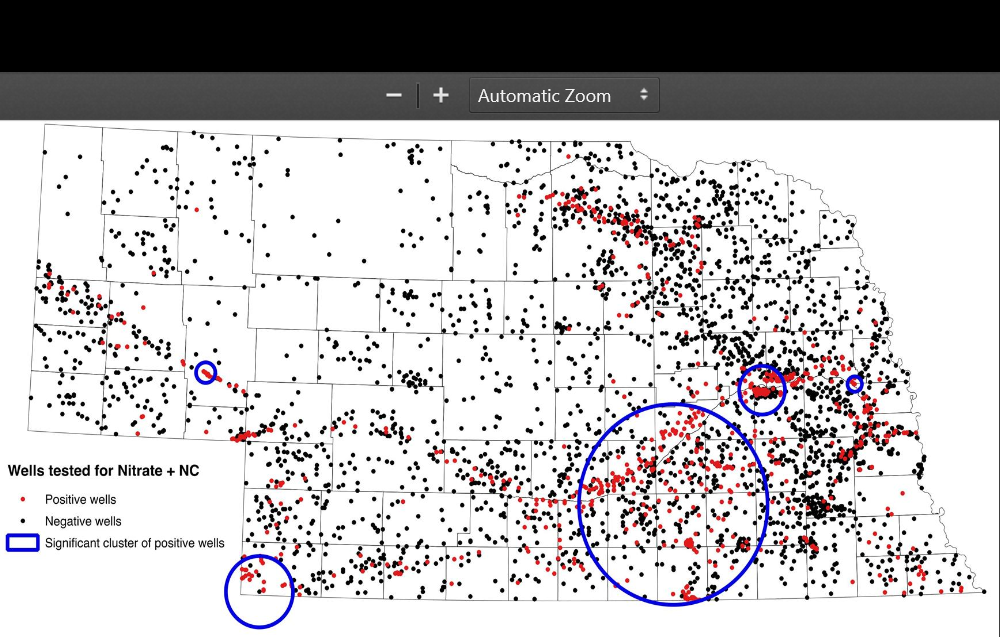 Automatic Zoom
Wells tested for Nitrate + NC
Positive wells
Negative wells
Significant cluster of positive wells